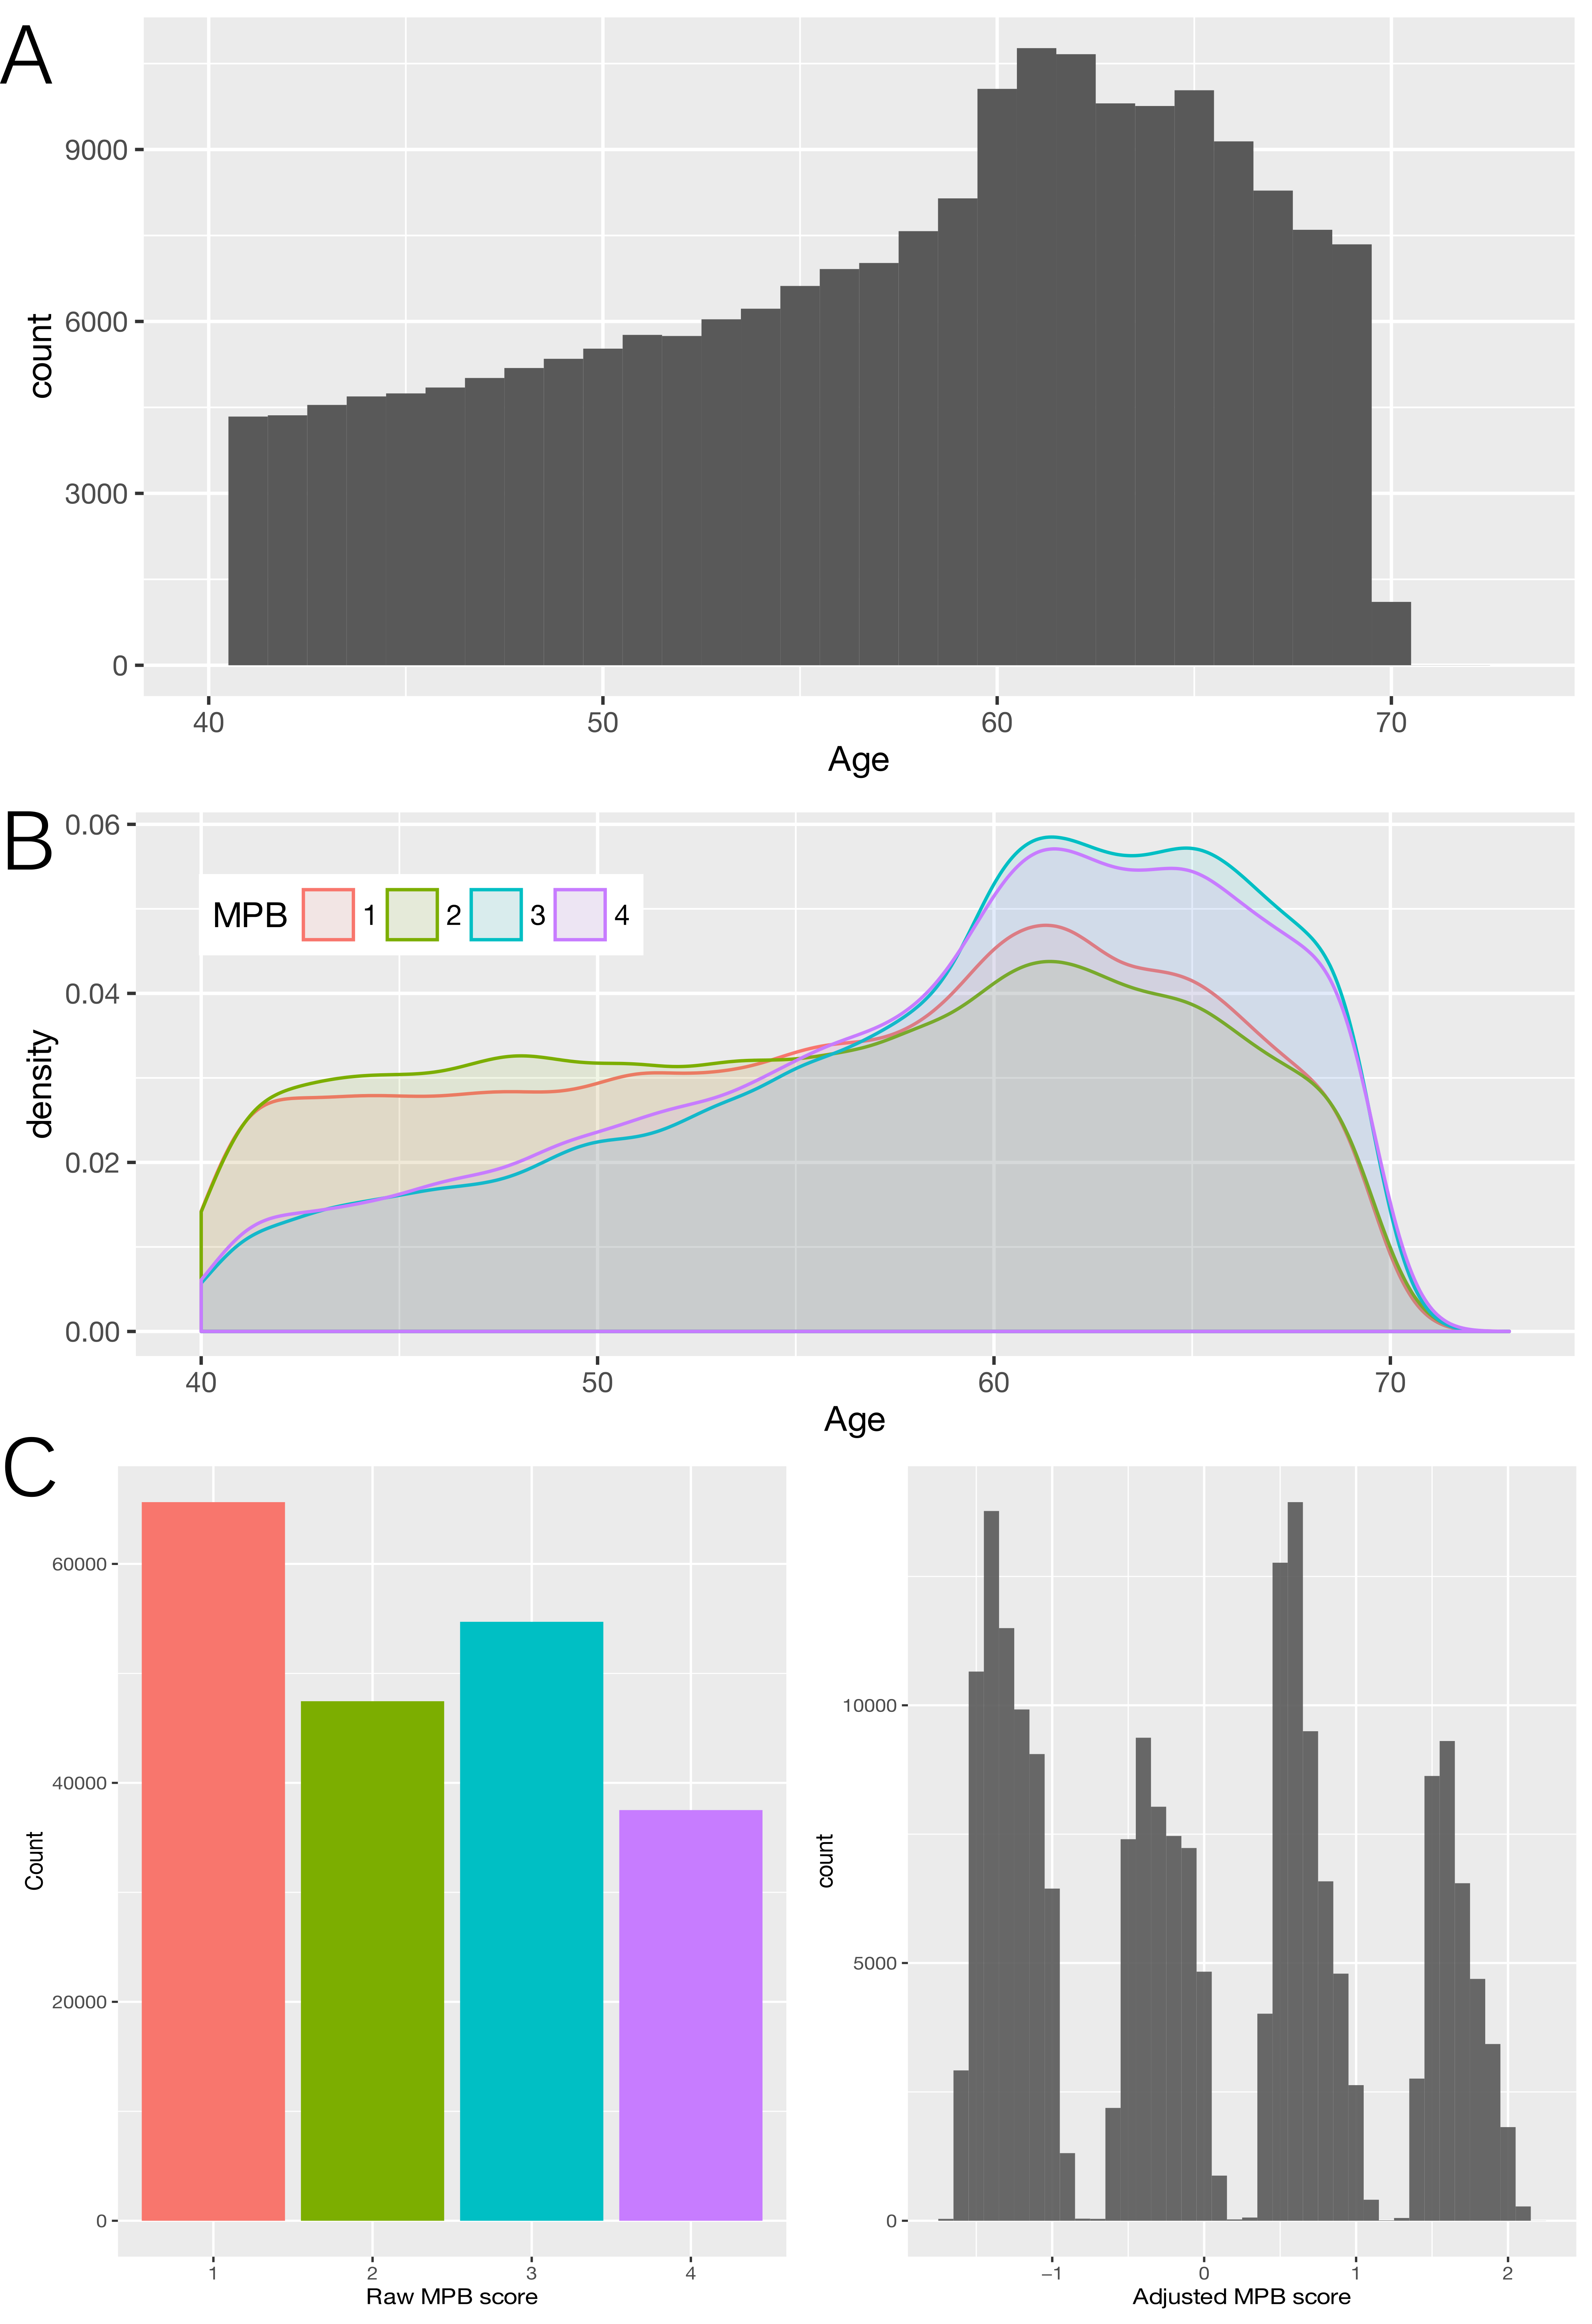 A
9000
6000
3000
0
count
40 50 60 70
Age
B
0.06
0.04
0.02
0.00
density
MPB 1 2 3 4
40 50 60 70
Age
C
60000
40000
20000
0
Count
1 2 3 4
Raw MPB score
10000
5000
0
count
−1 0 1 2
Adjusted MPB score